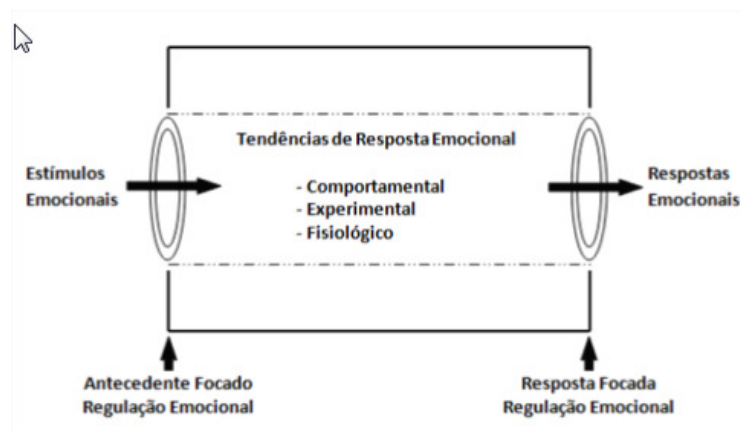 Tendências de Resposta Emocional
Estímulos
Emocionais
- Comportamental
- Experimental
- Fisiológico
Respostas
Emocionais
Antecedente Focado
Regulação Emocional
Resposta Focada
Regulação Emocional